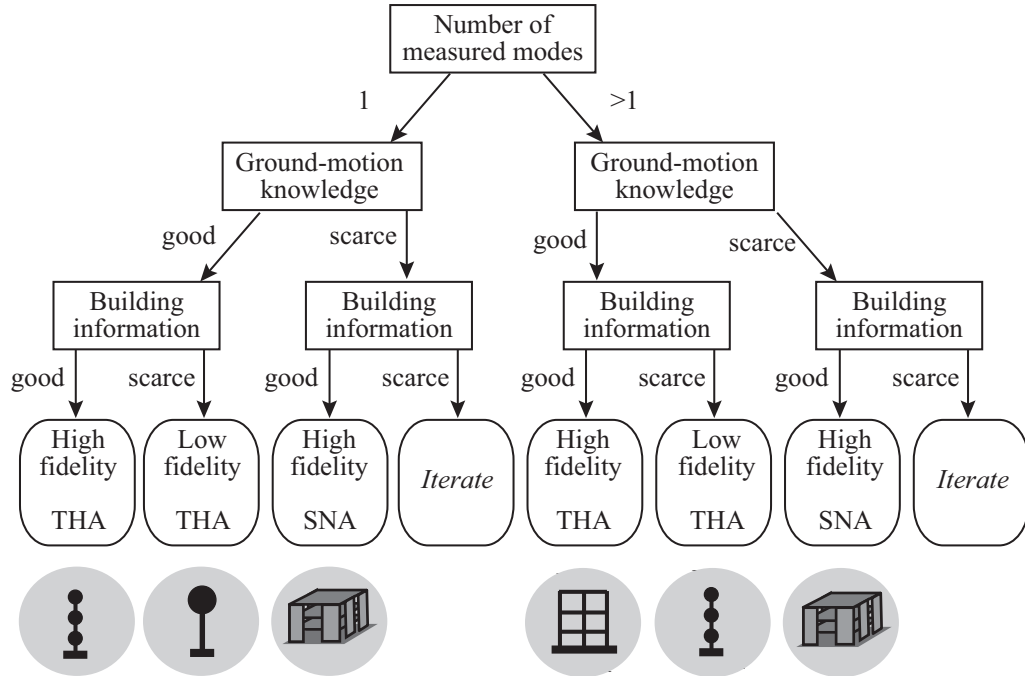 Number of
measured modes
1
>1
Ground-motion
knowledge
Ground-motion
knowledge
good
scarce
good
scarce
Building
information
Building
information
Building
information
Building
information
good
scarce
good
scarce
good
scarce
good
scarce
High
fidelity
THA
Low
fidelity
THA
High
fidelity
SNA
Iterate
High
fidelity
THA
Low
fidelity
THA
High
fidelity
SNA
Iterate